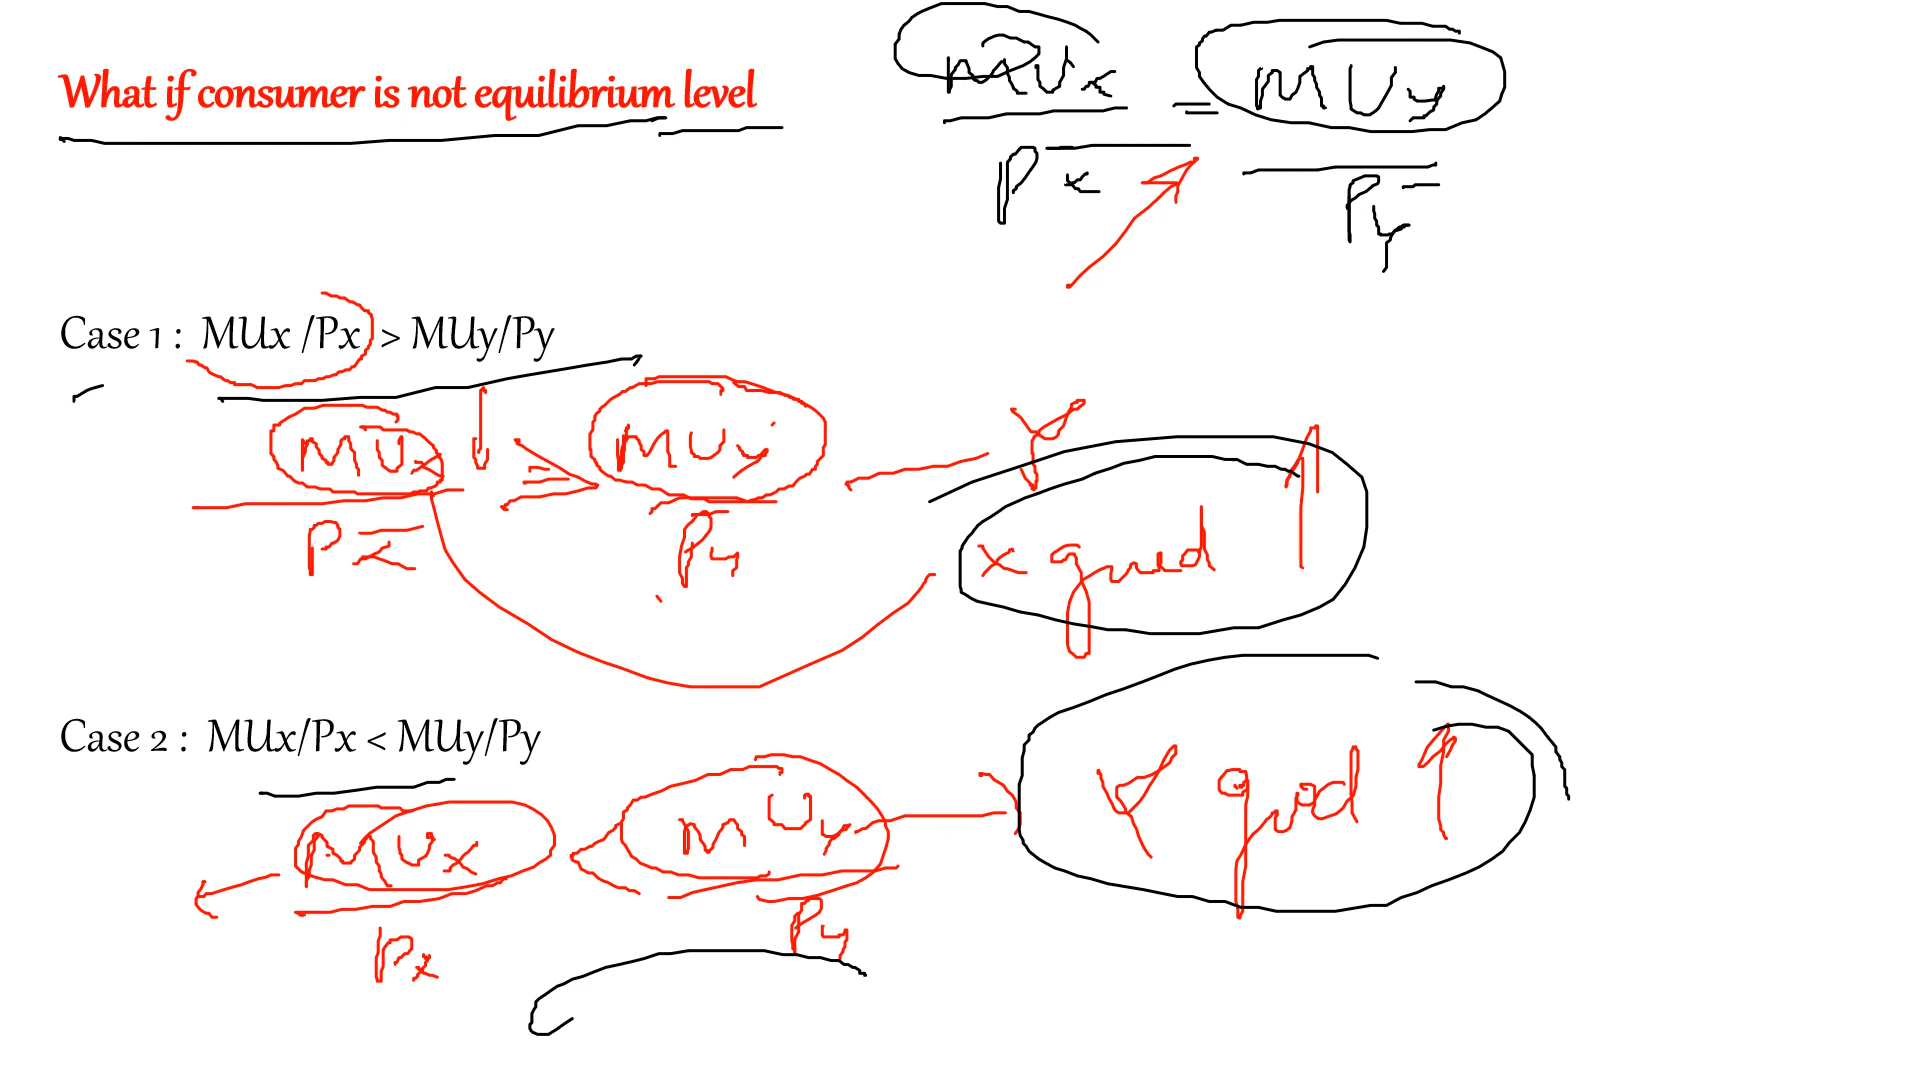 What if consumer is not equilibrium level
MUx = MUy
Px Py
Case 1 : MUx /Px > MUy/Py
MUx > = MUy
Px Py
Y
x good ↑
Case 2 : MUx/Px < MUy/Py
MUx < MUy
Px Py
Y good ↑